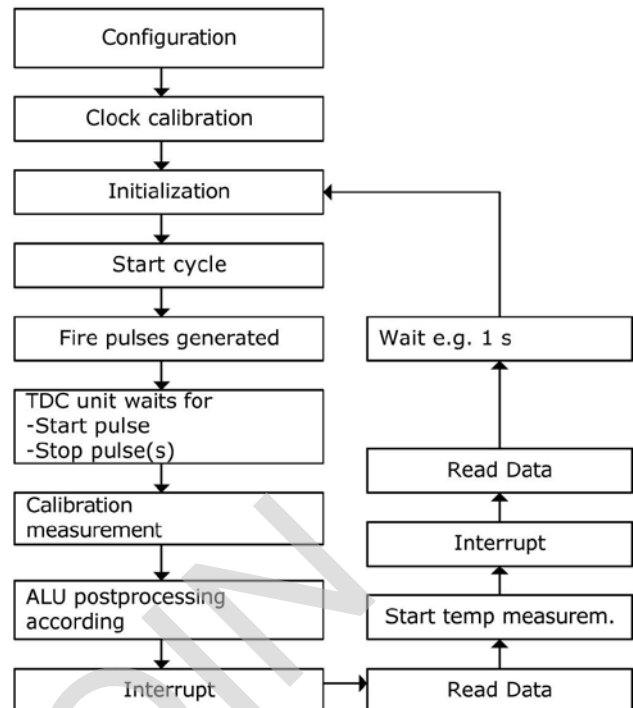 Configuration
Clock calibration
Initialization
Start cycle
Fire pulses generated
TDC unit waits for
-Start pulse
-Stop pulse(s)
Calibration
measurement
ALU postprocessing
according
Interrupt
Read Data
Start temp measurem.
Interrupt
Read Data
Wait e.g. 1 s